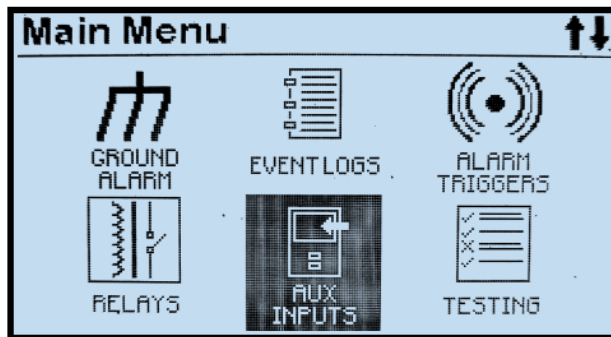 Main Menu
GROUND
ALARM
EVENT LOGS
ALARM
TRIGGERS
RELAYS
AUX
INPUTS
TESTING